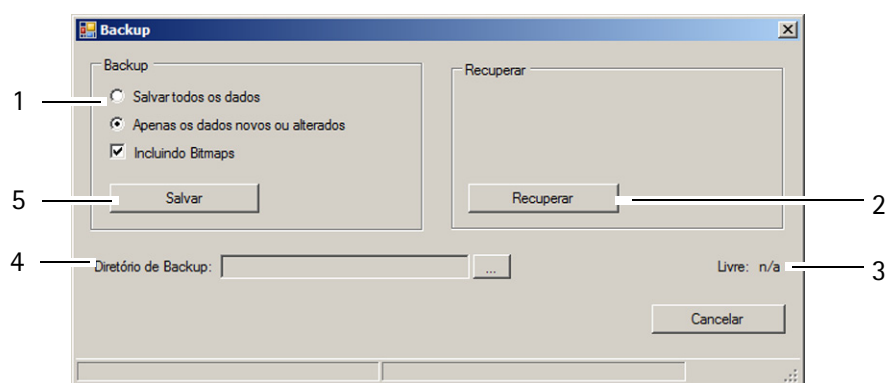 Backup
Backup
Recuperar
1
Salvar todos os dados
Apenas os dados novos ou alterados
Incluindo Bitmaps
5
Salvar
Recuperar
2
4
Diretório de Backup:
...
Livre: n/a
3
Cancelar